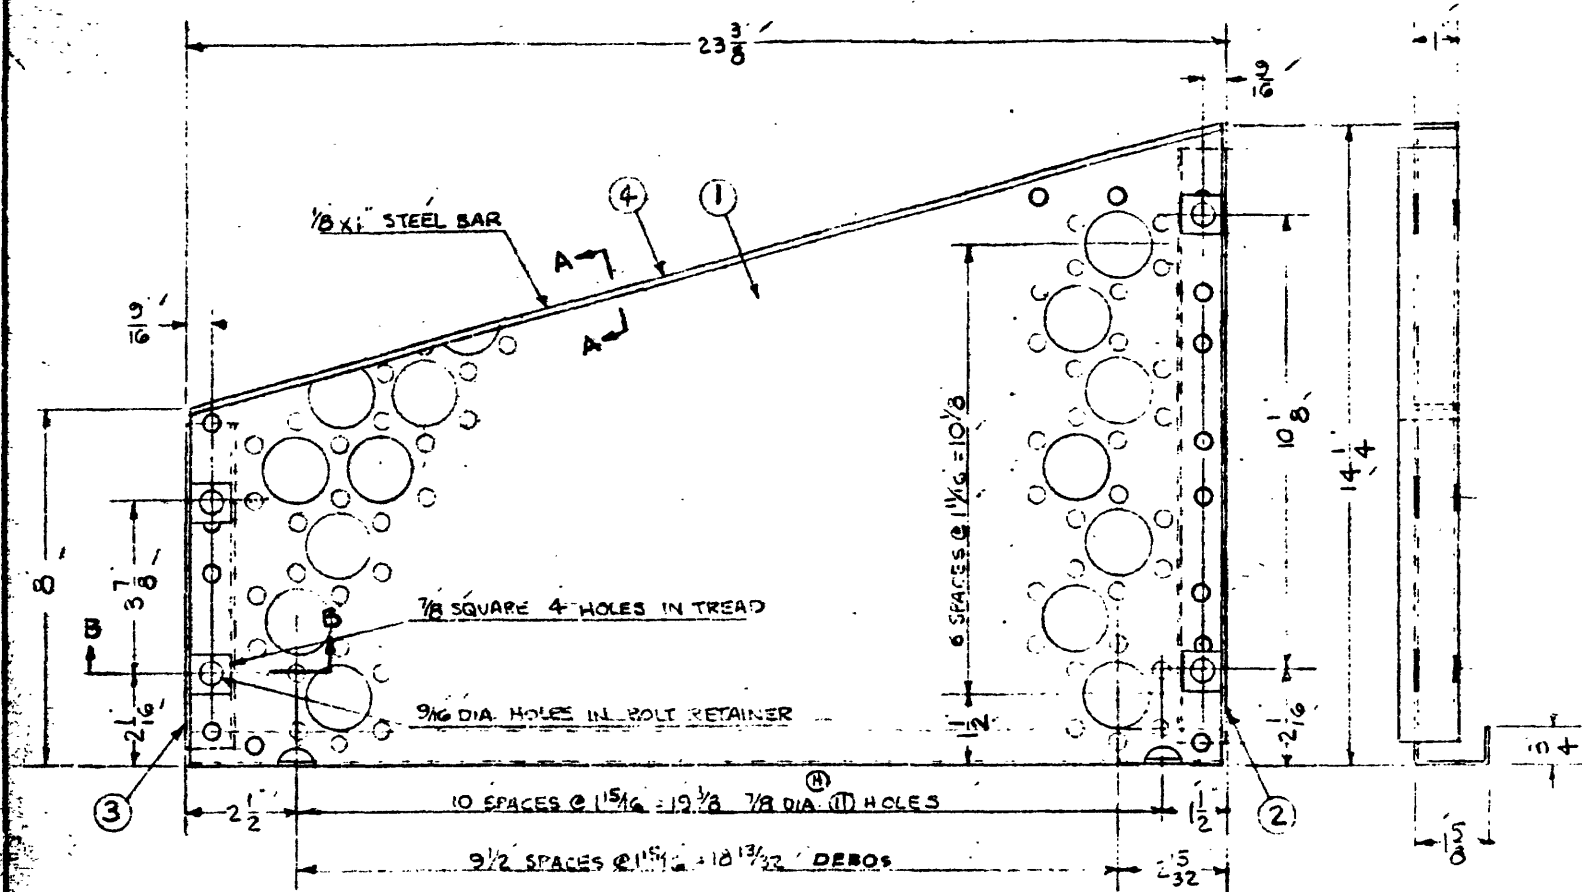 23 3/8"
1"
9/16"
4
1
1/8 x 1" STEEL BAR
A
A
9/16"
6 SPACES @ 1 11/16 = 10 1/8
10 1/8"
14 1/4"
8"
3 7/8"
B
B
7/8 SQUARE 4 HOLES IN TREAD
9/16 DIA. HOLES IN BOLT RETAINER
2 1/16"
1 1/2"
2 1/16"
3/4
3
2 1/2"
10 SPACES @ 1 15/16 = 19 3/8 7/8 DIA. 11 HOLES
H
1 1/2"
2
1 5/8"
9 1/2 SPACES @ 1 15/16 = 18 13/32" DEBOS